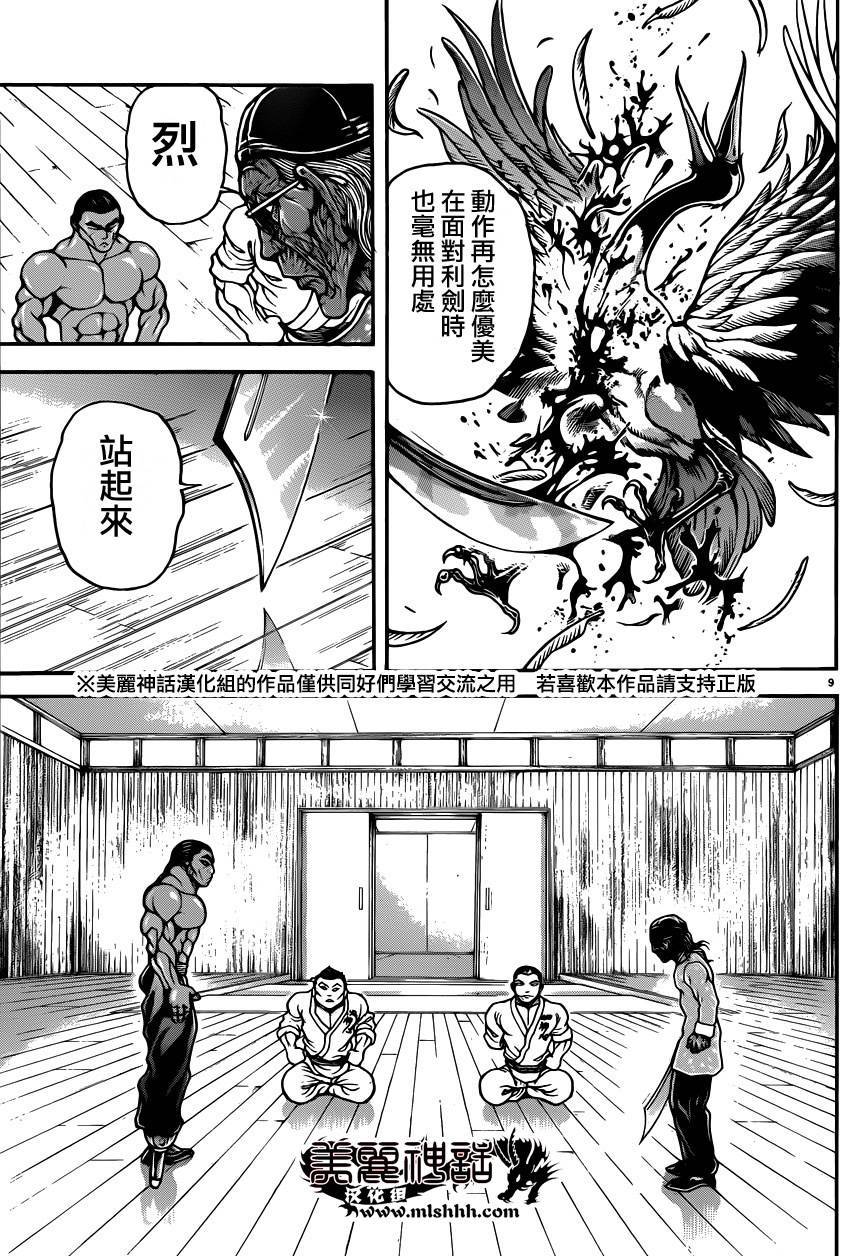 動作再怎麼優美
在面對利劍時
也毫無用處
烈
站起來
※美麗神話漢化組的作品僅供同好們學習交流之用　若喜歡本作品請支持正版
9
美麗神話
汉化组
www.mlshhh.com